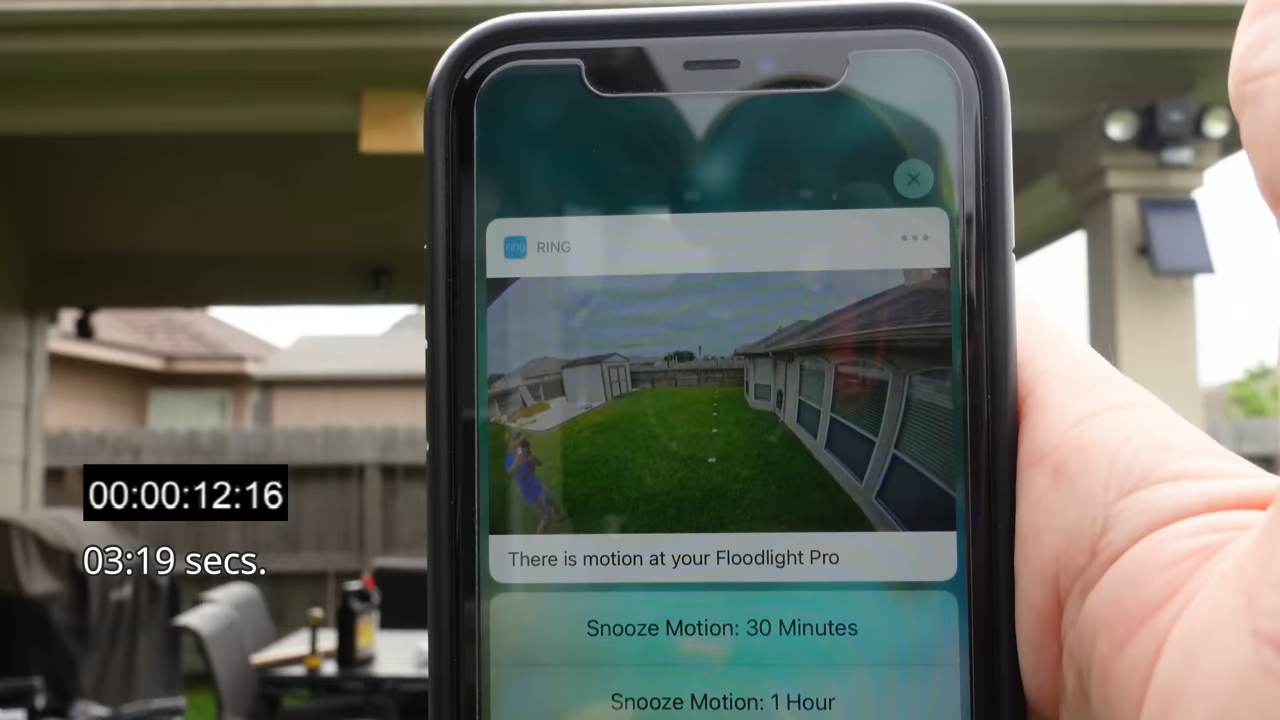 ring RING
There is motion at your Floodlight Pro
Snooze Motion: 30 Minutes
Snooze Motion: 1 Hour
00:00:12:16
03:19 secs.